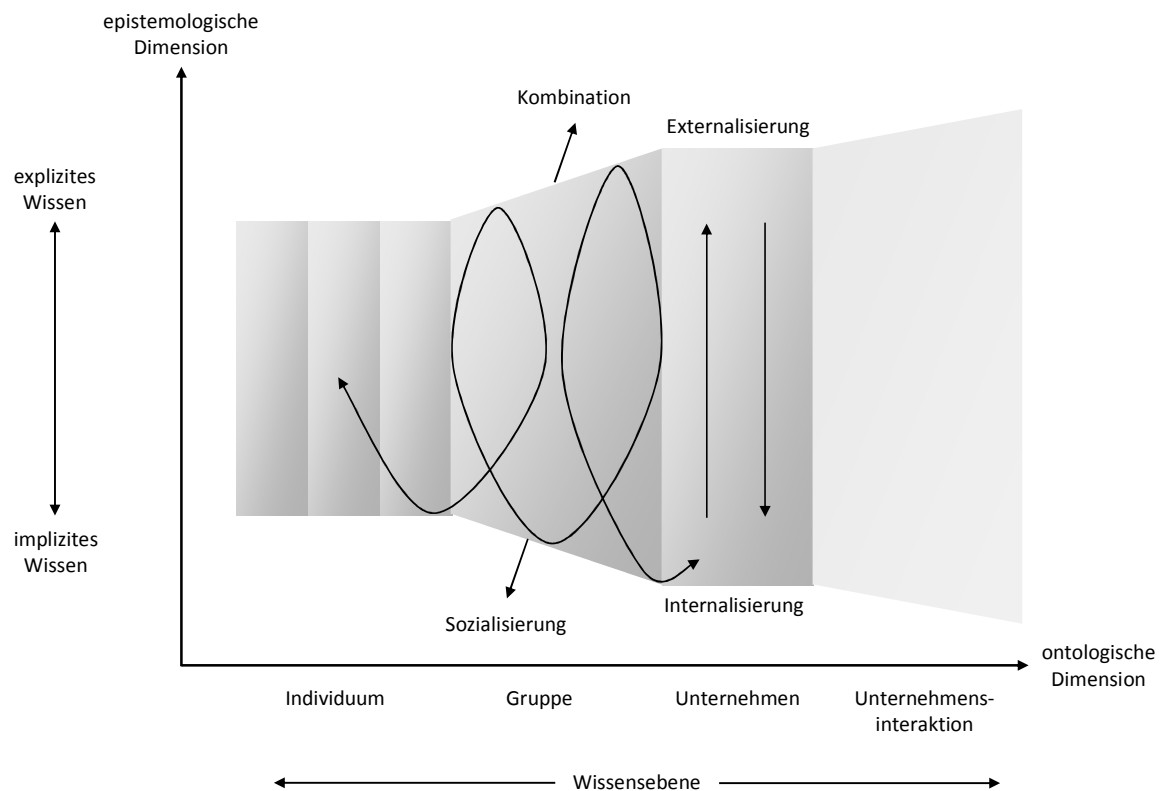 epistemologische
Dimension
Kombination
Externalisierung
explizites
Wissen
implizites
Wissen
Internalisierung
Sozialisierung
ontologische
Dimension
Individuum
Gruppe
Unternehmen
Unternehmens-
interaktion
Wissensebene